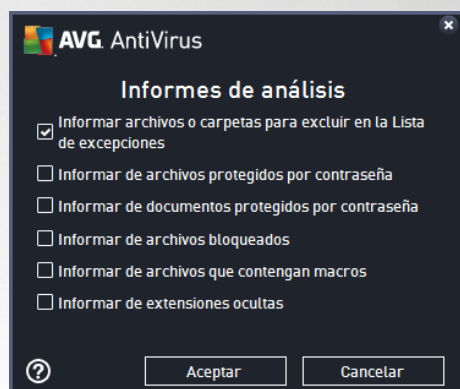 AVG. AntiVirus
Informes de análisis
Informar archivos o carpetas para excluir en la Lista
de excepciones
Informar de archivos protegidos por contraseña
Informar de documentos protegidos por contraseña
Informar de archivos bloqueados
Informar de archivos que contengan macros
Informar de extensiones ocultas
? Aceptar Cancelar